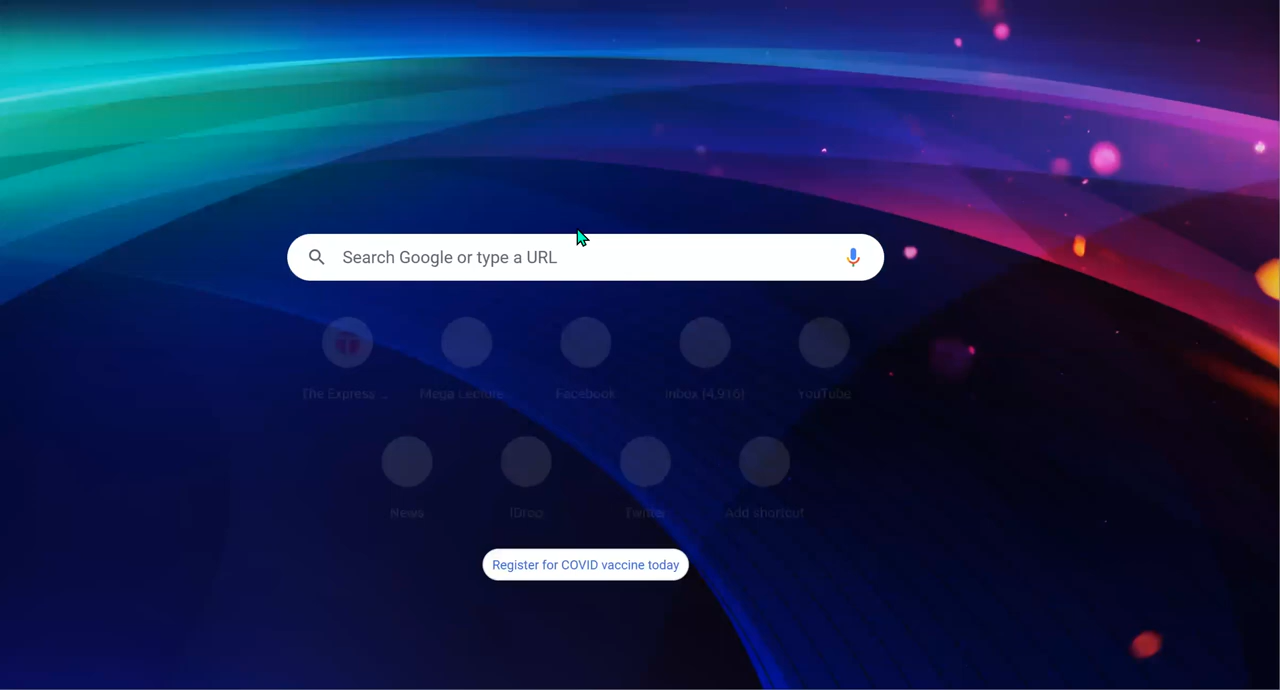 Search Google or type a URL
The Express ...
Mega Lecture
Facebook
Inbox (4,916)
YouTube
News
IDrop
Twitter
Add shortcut
Register for COVID vaccine today